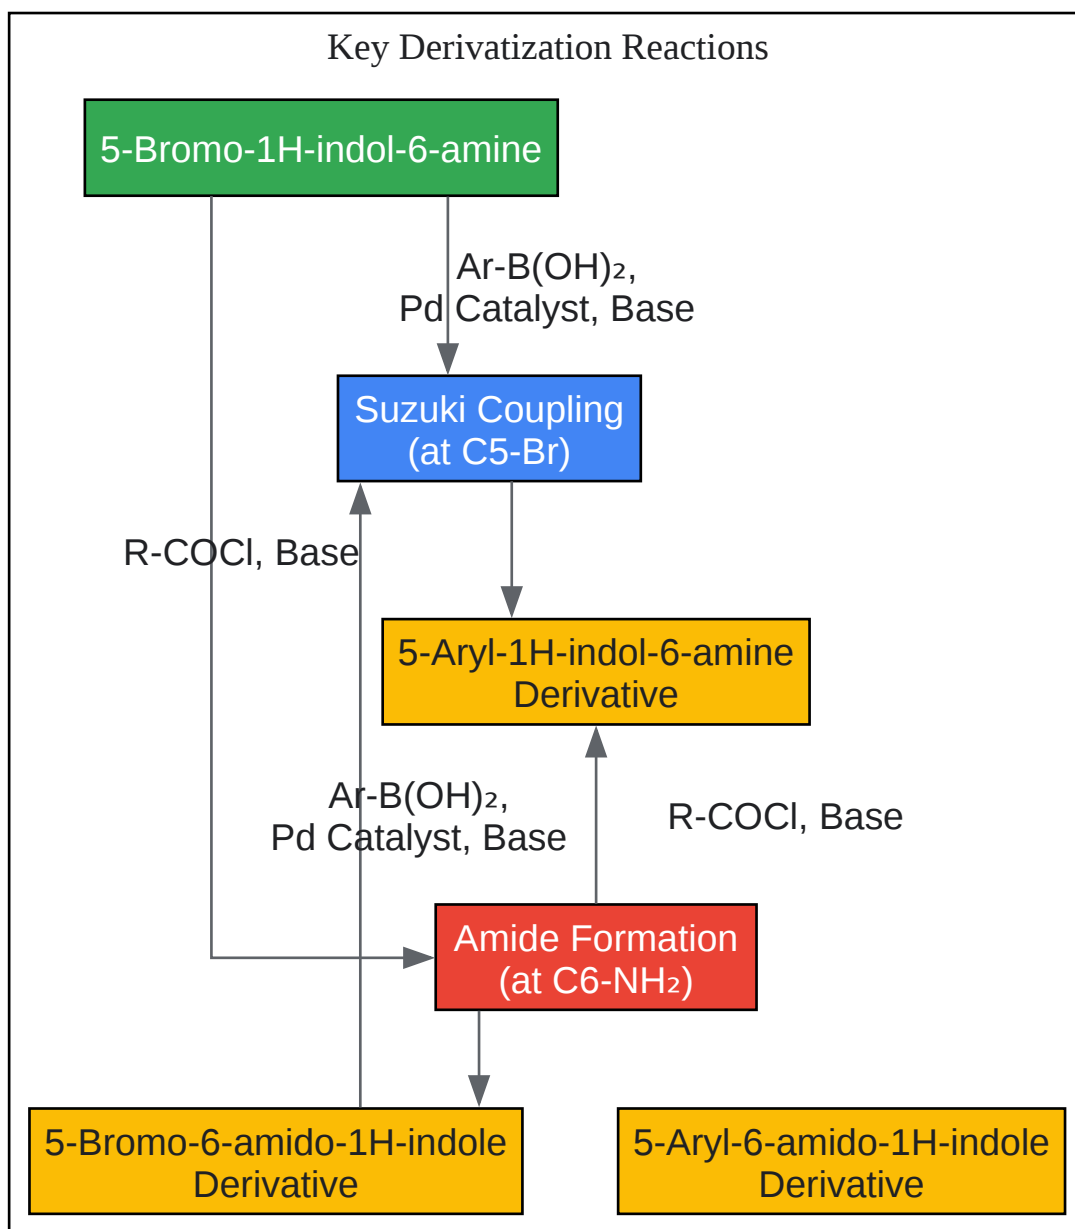 Key Derivatization Reactions
5-Bromo-1H-indol-6-amine
Ar-B(OH)₂,
Pd Catalyst, Base
Suzuki Coupling
(at C5-Br)
R-COCl, Base
5-Aryl-1H-indol-6-amine
Derivative
Ar-B(OH)₂,
Pd Catalyst, Base
R-COCl, Base
Amide Formation
(at C6-NH₂)
5-Bromo-6-amido-1H-indole
Derivative
5-Aryl-6-amido-1H-indole
Derivative